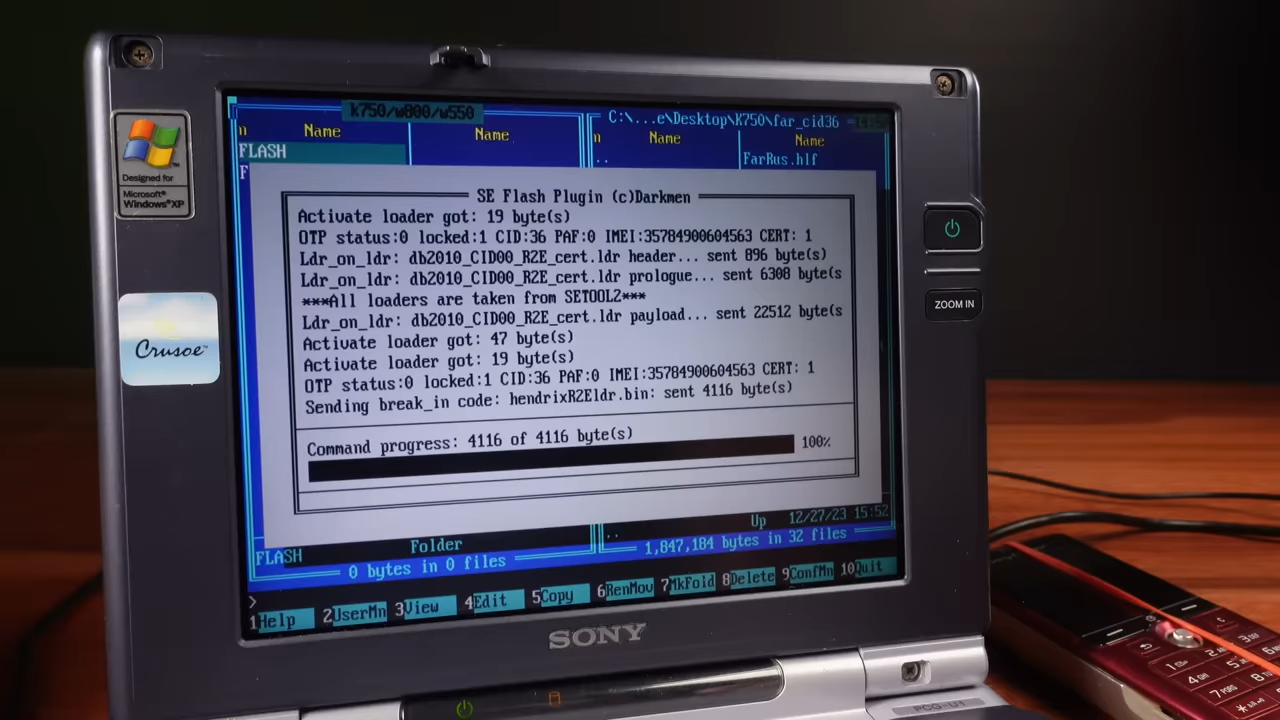 k750/w800/w550
C:\...e\Desktop\K750\far_cid36
n Name Name n Name Name
FLASH .. FarRus.hlf
F
SE Flash Plugin (c)Darkmen
Activate loader got: 19 byte(s)
OTP status:0 locked:1 CID:36 PAF:0 IMEI:35784900604563 CERT: 1
Ldr_on_ldr: db2010_CID00_R2E_cert.ldr header... sent 896 byte(s)
Ldr_on_ldr: db2010_CID00_R2E_cert.ldr prologue... sent 6308 byte(s
***All loaders are taken from SETOOL2***
Ldr_on_ldr: db2010_CID00_R2E_cert.ldr payload... sent 22512 byte(s
Activate loader got: 47 byte(s)
Activate loader got: 19 byte(s)
OTP status:0 locked:1 CID:36 PAF:0 IMEI:35784900604563 CERT: 1
Sending break_in code: hendrixR2Eldr.bin: sent 4116 byte(s)
Command progress: 4116 of 4116 byte(s)
100%
FLASH Folder .. Up 12/27/23 15:52
0 bytes in 0 files 1,847,184 bytes in 32 files
>
1Help 2UserMn 3View 4Edit 5Copy 6RenMov 7MkFold 8Delete 9ConfMn 10Quit
Designed for
Microsoft®
Windows®XP
Crusoe™
ZOOM IN
SONY
PCG-U1